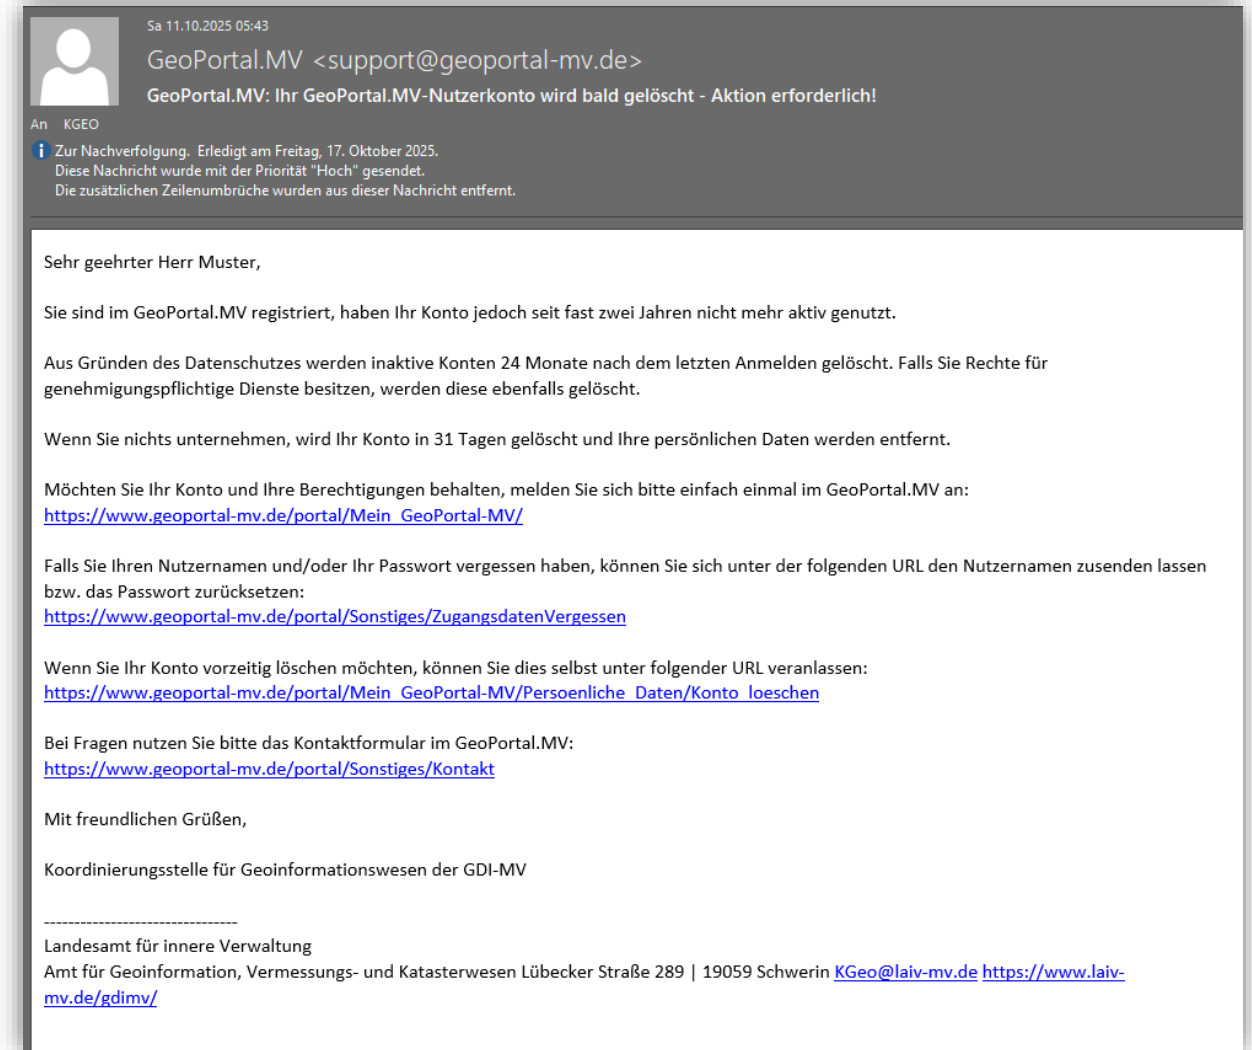 Sa 11.10.2025 05:43
GeoPortal.MV <support@geoportal-mv.de>
GeoPortal.MV: Ihr GeoPortal.MV-Nutzerkonto wird bald gelöscht - Aktion erforderlich!
An KGEO
Zur Nachverfolgung. Erledigt am Freitag, 17. Oktober 2025.
Diese Nachricht wurde mit der Priorität "Hoch" gesendet.
Die zusätzlichen Zeilenumbrüche wurden aus dieser Nachricht entfernt.
Sehr geehrter Herr Muster,
Sie sind im GeoPortal.MV registriert, haben Ihr Konto jedoch seit fast zwei Jahren nicht mehr aktiv genutzt.
Aus Gründen des Datenschutzes werden inaktive Konten 24 Monate nach dem letzten Anmelden gelöscht. Falls Sie Rechte für
genehmigungspflichtige Dienste besitzen, werden diese ebenfalls gelöscht.
Wenn Sie nichts unternehmen, wird Ihr Konto in 31 Tagen gelöscht und Ihre persönlichen Daten werden entfernt.
Möchten Sie Ihr Konto und Ihre Berechtigungen behalten, melden Sie sich bitte einfach einmal im GeoPortal.MV an:
https://www.geoportal-mv.de/portal/Mein_GeoPortal-MV/
Falls Sie Ihren Nutzernamen und/oder Ihr Passwort vergessen haben, können Sie sich unter der folgenden URL den Nutzernamen zusenden lassen
bzw. das Passwort zurücksetzen:
https://www.geoportal-mv.de/portal/Sonstiges/ZugangsdatenVergessen
Wenn Sie Ihr Konto vorzeitig löschen möchten, können Sie dies selbst unter folgender URL veranlassen:
https://www.geoportal-mv.de/portal/Mein_GeoPortal-MV/Persoenliche_Daten/Konto_loeschen
Bei Fragen nutzen Sie bitte das Kontaktformular im GeoPortal.MV:
https://www.geoportal-mv.de/portal/Sonstiges/Kontakt
Mit freundlichen Grüßen,
Koordinierungsstelle für Geoinformationswesen der GDI-MV
--------------------------------
Landesamt für innere Verwaltung
Amt für Geoinformation, Vermessungs- und Katasterwesen Lübecker Straße 289 | 19059 Schwerin KGeo@laiv-mv.de https://www.laiv-
mv.de/gdimv/